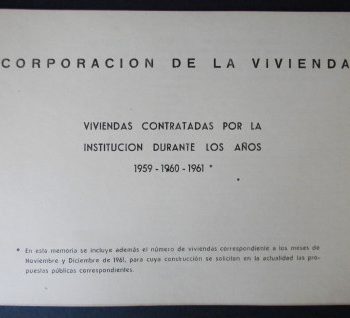 CORPORACION DE LA VIVIENDA
VIVIENDAS CONTRATADAS POR LA
INSTITUCION DURANTE LOS AÑOS
1959 - 1960 - 1961 *
* En esta memoria se incluye además el número de viviendas correspondiente a los meses de
Noviembre y Diciembre de 1961, para cuya construcción se soliciten en la actualidad las pro-
puestas públicas correspondientes.